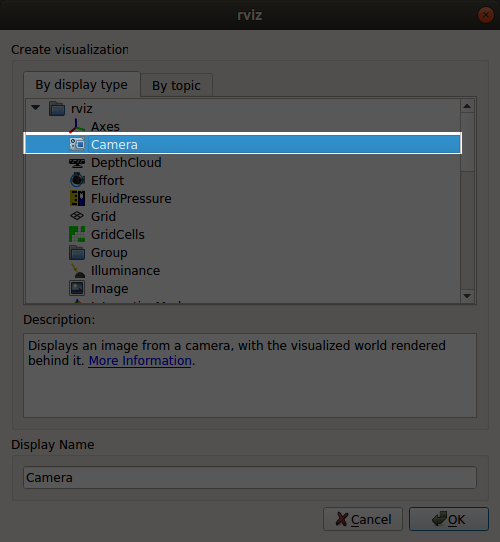 rviz
Create visualization
By display type
By topic
rviz
Axes
Camera
DepthCloud
Effort
FluidPressure
Grid
GridCells
Group
Illuminance
Image
Description:
Displays an image from a camera, with the visualized world rendered
behind it. More Information.
Display Name
Camera
Cancel
OK